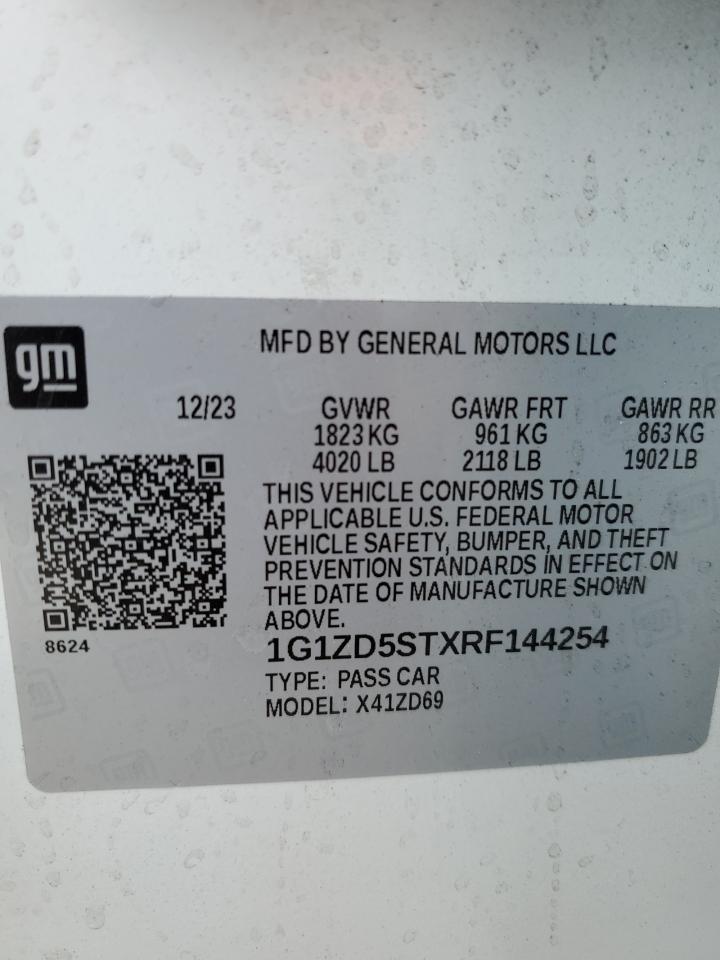 gm
MFD BY GENERAL MOTORS LLC
12/23 GVWR GAWR FRT GAWR RR
1823 KG 961 KG 863 KG
4020 LB 2118 LB 1902 LB
THIS VEHICLE CONFORMS TO ALL
APPLICABLE U.S. FEDERAL MOTOR
VEHICLE SAFETY, BUMPER, AND THEFT
PREVENTION STANDARDS IN EFFECT ON
THE DATE OF MANUFACTURE SHOWN
ABOVE.
8624
1G1ZD5STXRF144254
TYPE: PASS CAR
MODEL: X41ZD69